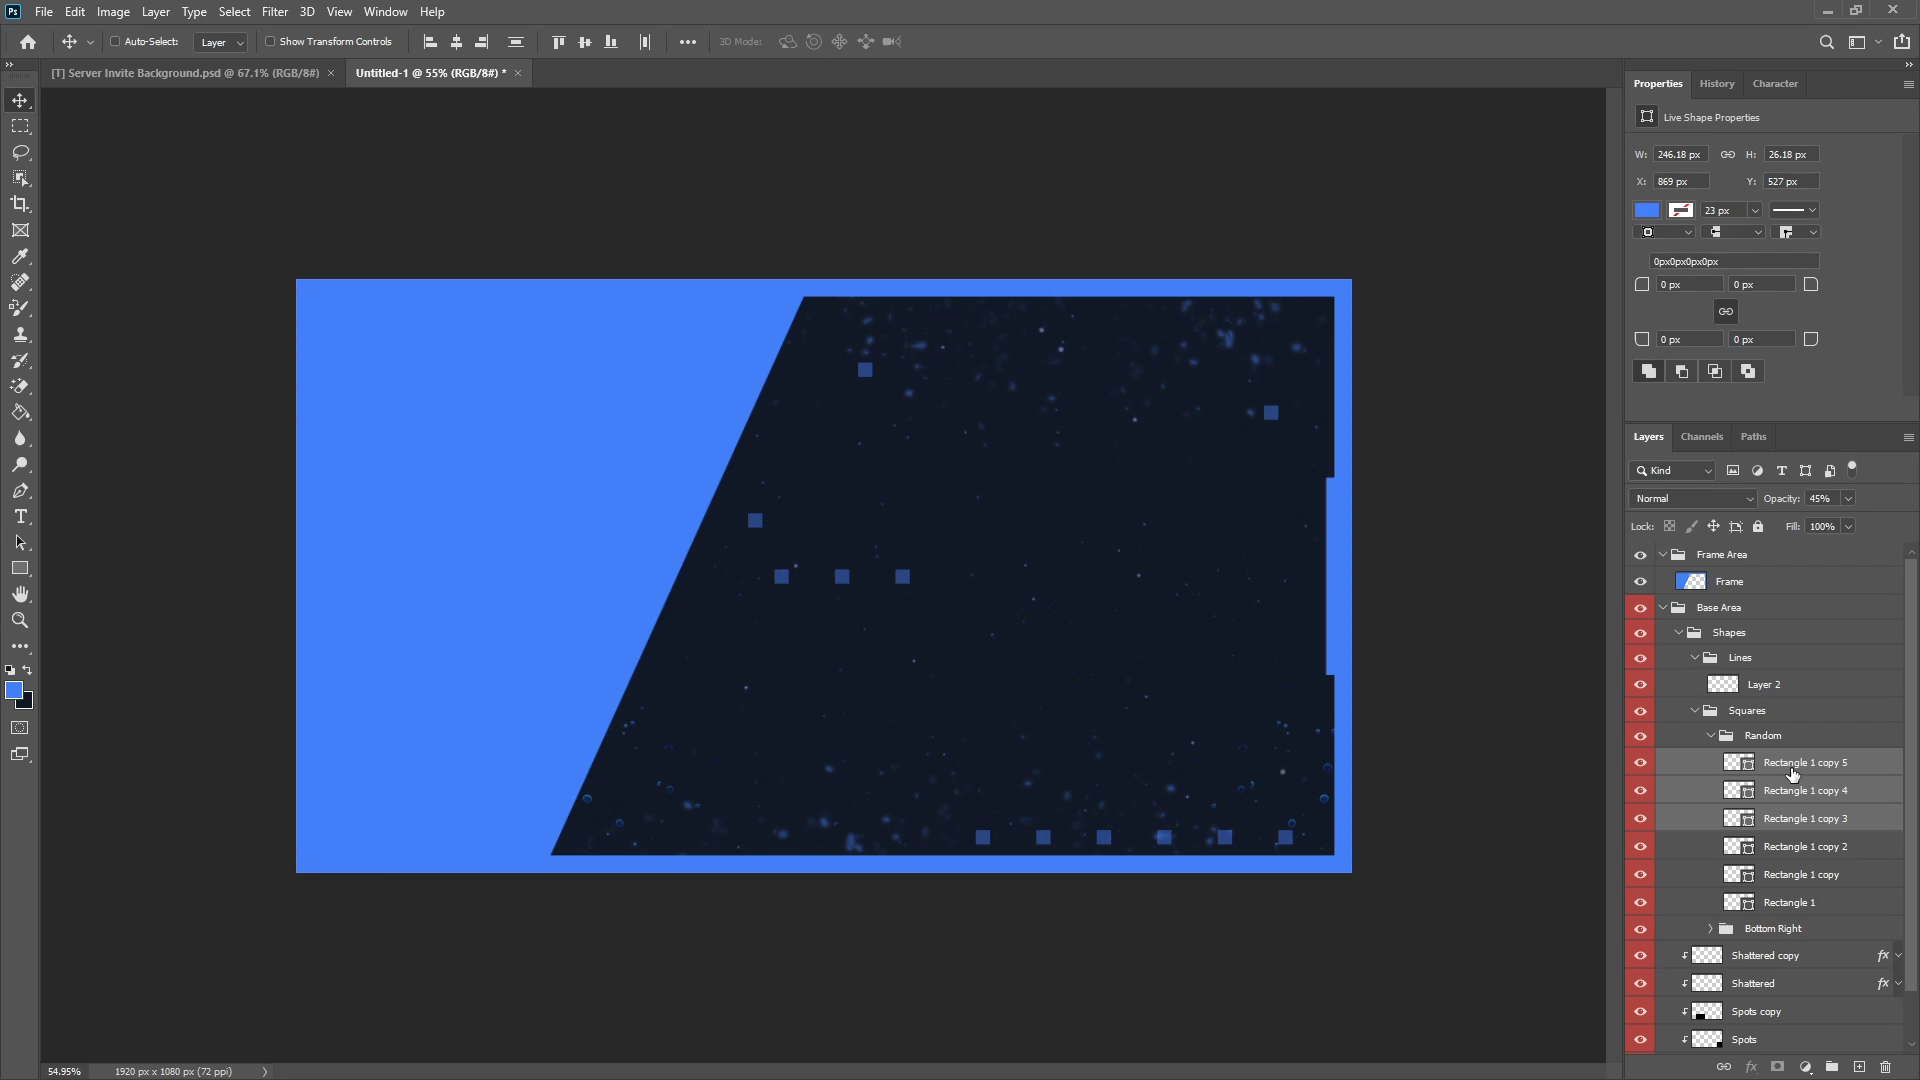 Ps File Edit Image Layer Type Select Filter 3D View Window Help
Auto-Select: Layer Show Transform Controls 3D Mode:
[T] Server Invite Background.psd @ 67.1% (RGB/8#) × Untitled-1 @ 55% (RGB/8#) * ×
Properties History Character
Live Shape Properties
W: 246.18 px H: 26.18 px
X: 869 px Y: 527 px
23 px
0px0px0px0px
0 px 0 px
0 px 0 px
Layers Channels Paths
Kind
Normal Opacity: 45%
Lock: Fill: 100%
Frame Area
Frame
Base Area
Shapes
Lines
Layer 2
Squares
Random
Rectangle 1 copy 5
Rectangle 1 copy 4
Rectangle 1 copy 3
Rectangle 1 copy 2
Rectangle 1 copy
Rectangle 1
Bottom Right
Shattered copy fx
Shattered fx
Spots copy
Spots
54.95% 1920 px x 1080 px (72 ppi)
fx